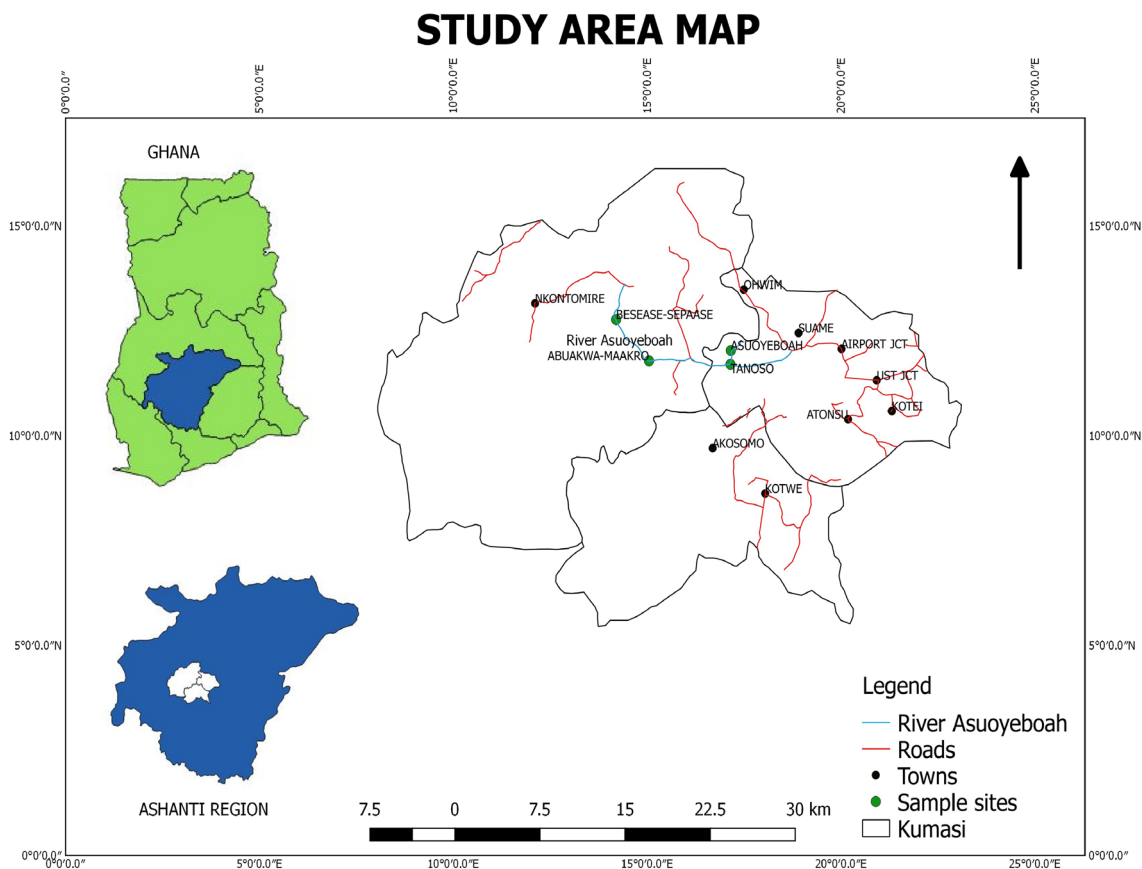 STUDY AREA MAP
0°0'0.0" 5°0'0.0"E 10°0'0.0"E 15°0'0.0"E 20°0'0.0"E 25°0'0.0"E
GHANA
15°0'0.0"N 15°0'0.0"N
OHWIM
NKONTOMIRE
BESEASE-SEPAASE
SUAME
River Asuoyeboah
ASUOYEBOAH
AIRPORT JCT
ABUAKWA-MAAKRO
TANOSO
UST JCT
KOTEI
ATONSU
10°0'0.0"N 10°0'0.0"N
AKOSOMO
KOTWE
5°0'0.0"N 5°0'0.0"N
Legend
River Asuoyeboah
Roads
Towns
Sample sites
Kumasi
ASHANTI REGION
7.5 0 7.5 15 22.5 30 km
0°0'0.0" 0°0'0.0"
0°0'0.0" 5°0'0.0"E 10°0'0.0"E 15°0'0.0"E 20°0'0.0"E 25°0'0.0"E